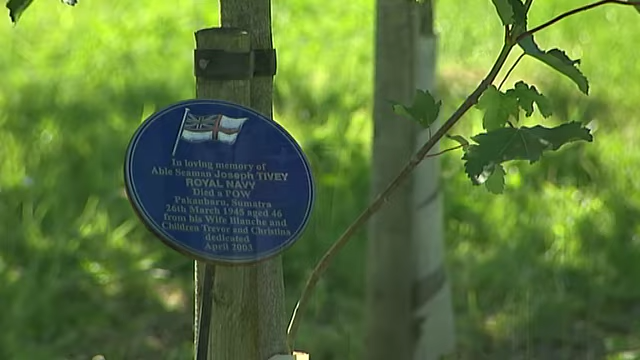 In loving memory of
Able Seaman Joseph TIVEY
ROYAL NAVY
Died a POW
Pakanbaru, Sumatra
26th March 1945 aged 46
from his Wife Blanche and
Children Trevor and Christina
dedicated
April 2003